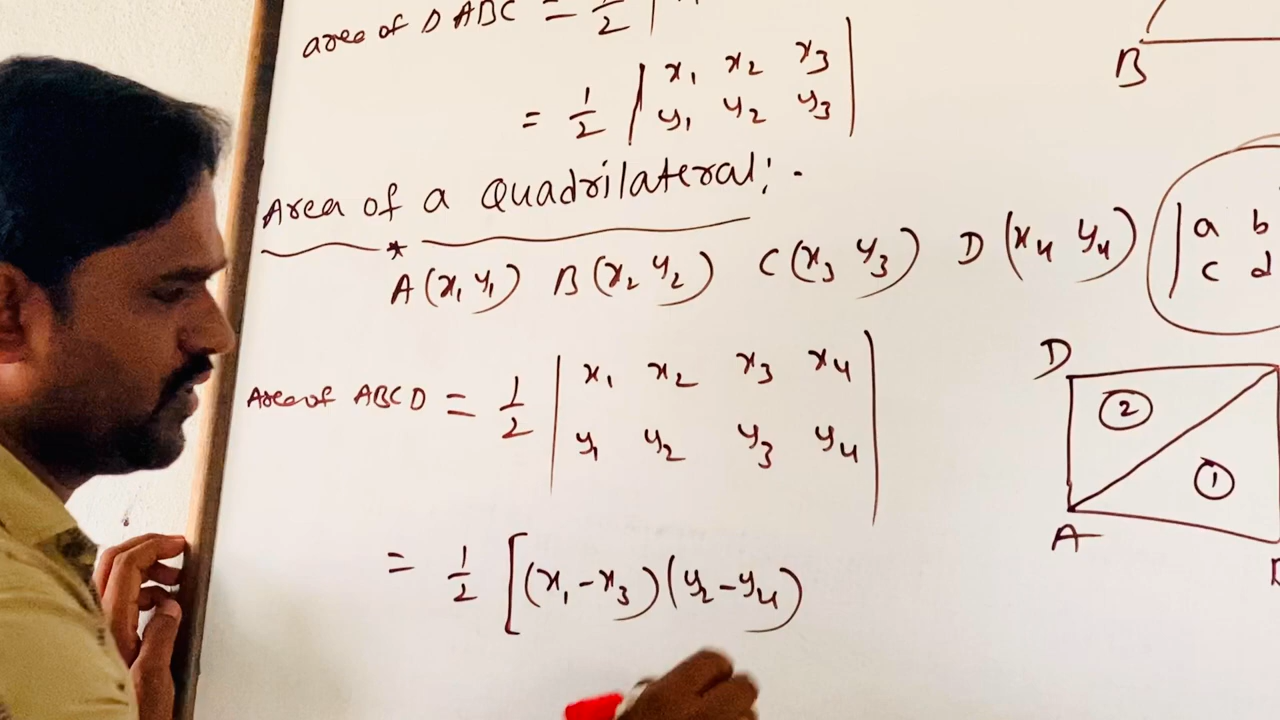 area of D ABC = 1/2 |
= 1/2 | x₁ x₂ x₃ |
y₁ y₂ y₃
Area of a Quadrilateral: -
*
A (x₁ y₁) B (x₂ y₂) C (x₃ y₃) D (x₄ y₄)
Area of ABCD = 1/2 | x₁ x₂ x₃ x₄ |
y₁ y₂ y₃ y₄
= 1/2 [(x₁ - x₃) (y₂ - y₄)
B
| a b
c d
D
②
①
A